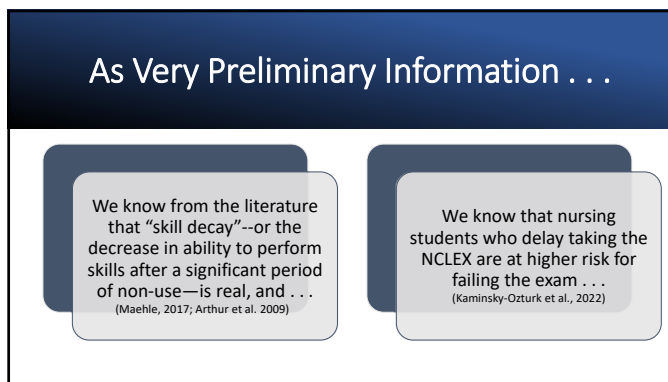 As Very Preliminary Information . . .
We know from the literature
that “skill decay”--or the
decrease in ability to perform
skills after a significant period
of non-use—is real, and . . .
(Maehle, 2017; Arthur et al. 2009)
We know that nursing
students who delay taking the
NCLEX are at higher risk for
failing the exam . . .
(Kaminsky-Ozturk et al., 2022)